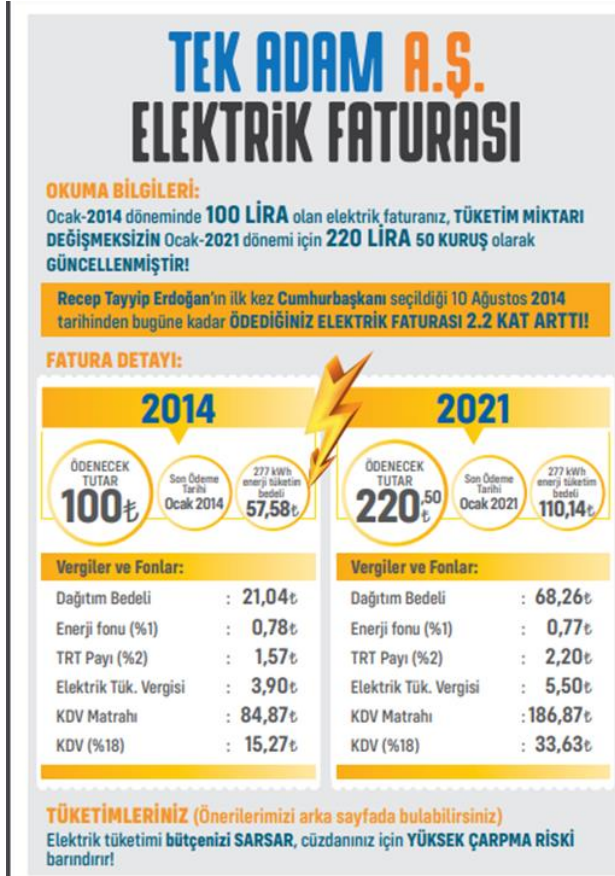 TEK ADAM A.Ş.
ELEKTRİK FATURASI
OKUMA BİLGİLERİ:
Ocak-2014 döneminde 100 LİRA olan elektrik faturanız, TÜKETİM MİKTARI
DEĞİŞMEKSİZİN Ocak-2021 dönemi için 220 LİRA 50 KURUŞ olarak
GÜNCELLENMİŞTİR!
Recep Tayyip Erdoğan'ın ilk kez Cumhurbaşkanı seçildiği 10 Ağustos 2014
tarihinden bugüne kadar ÖDEDİĞİNİZ ELEKTRİK FATURASI 2.2 KAT ARTTI!
FATURA DETAYI:
2014
ÖDENECEK
TUTAR
100₺
Son Ödeme
Tarihi
Ocak 2014
277 kWh
enerji tüketim
bedeli
57,58₺
Vergiler ve Fonlar:
Dağıtım Bedeli : 21,04₺
Enerji fonu (%1) : 0,78₺
TRT Payı (%2) : 1,57₺
Elektrik Tük. Vergisi : 3,90₺
KDV Matrahı : 84,87₺
KDV (%18) : 15,27₺
2021
ÖDENECEK
TUTAR
220,50₺
Son Ödeme
Tarihi
Ocak 2021
277 kWh
enerji tüketim
bedeli
110,14₺
Vergiler ve Fonlar:
Dağıtım Bedeli : 68,26₺
Enerji fonu (%1) : 0,77₺
TRT Payı (%2) : 2,20₺
Elektrik Tük. Vergisi : 5,50₺
KDV Matrahı :186,87₺
KDV (%18) : 33,63₺
TÜKETİMLERİNİZ (Önerilerimizi arka sayfada bulabilirsiniz)
Elektrik tüketimi bütçenizi SARSAR, cüzdanınız için YÜKSEK ÇARPMA RİSKİ
barındırır!